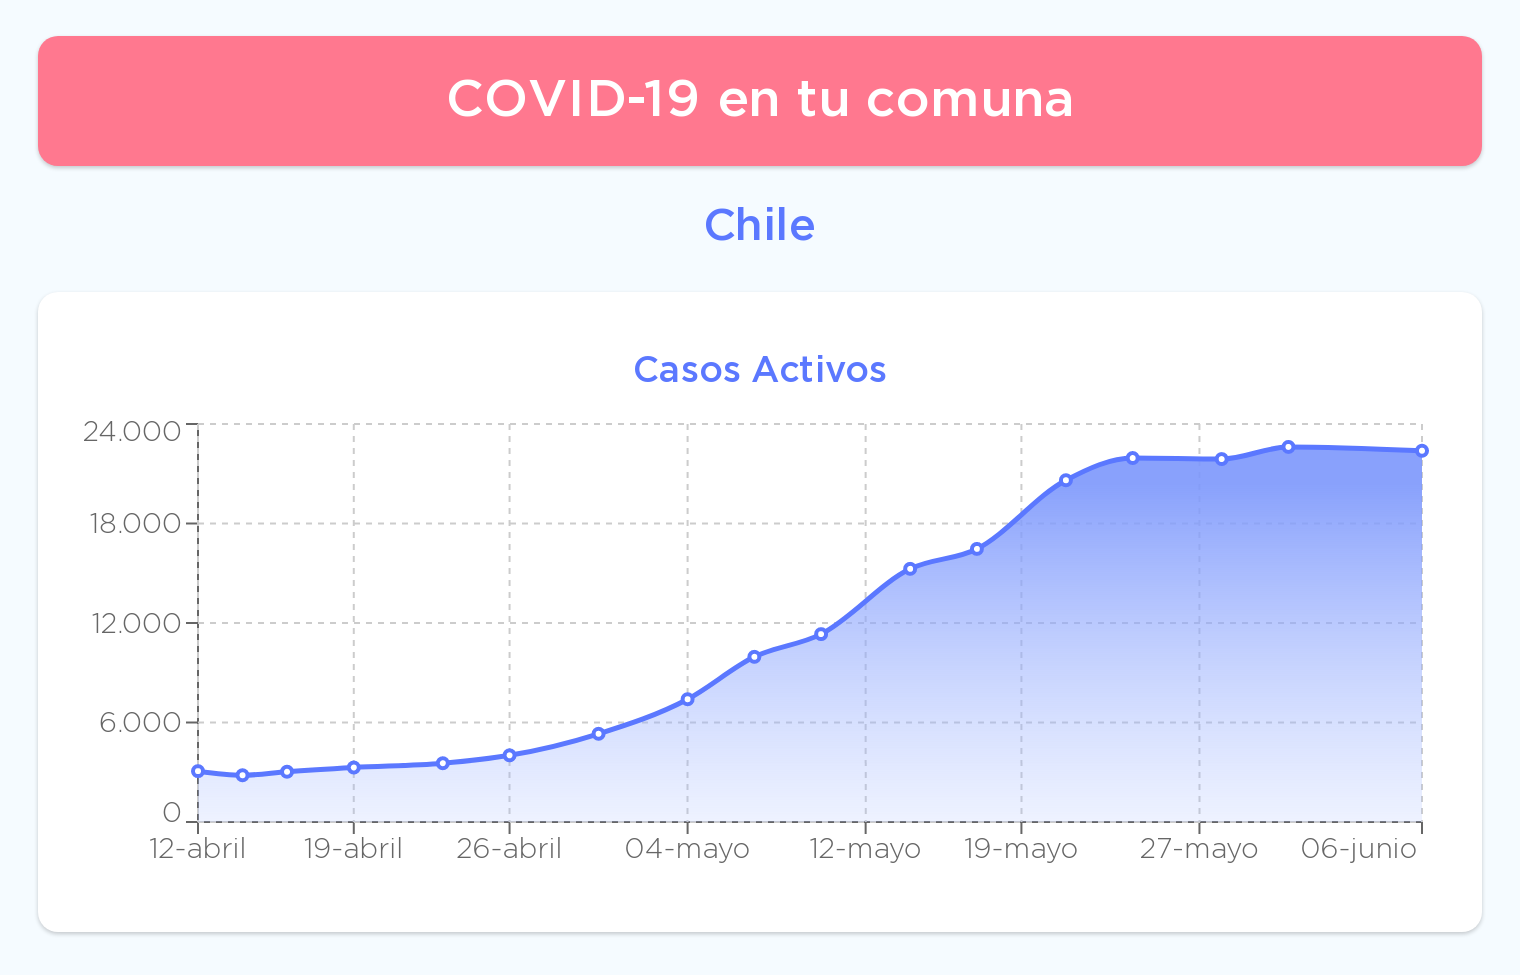 COVID-19 en tu comuna
Chile
Casos Activos
24.000
18.000
12.000
6.000
0
12-abril 19-abril 26-abril 04-mayo 12-mayo 19-mayo 27-mayo 06-junio